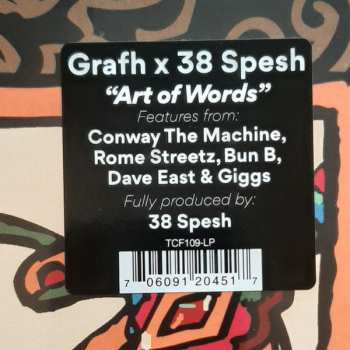 Grafh x 38 Spesh
"Art of Words"
Features from:
Conway The Machine,
Rome Streetz, Bun B,
Dave East & Giggs
Fully produced by:
38 Spesh
TCF109-LP
7 06091 20451 7